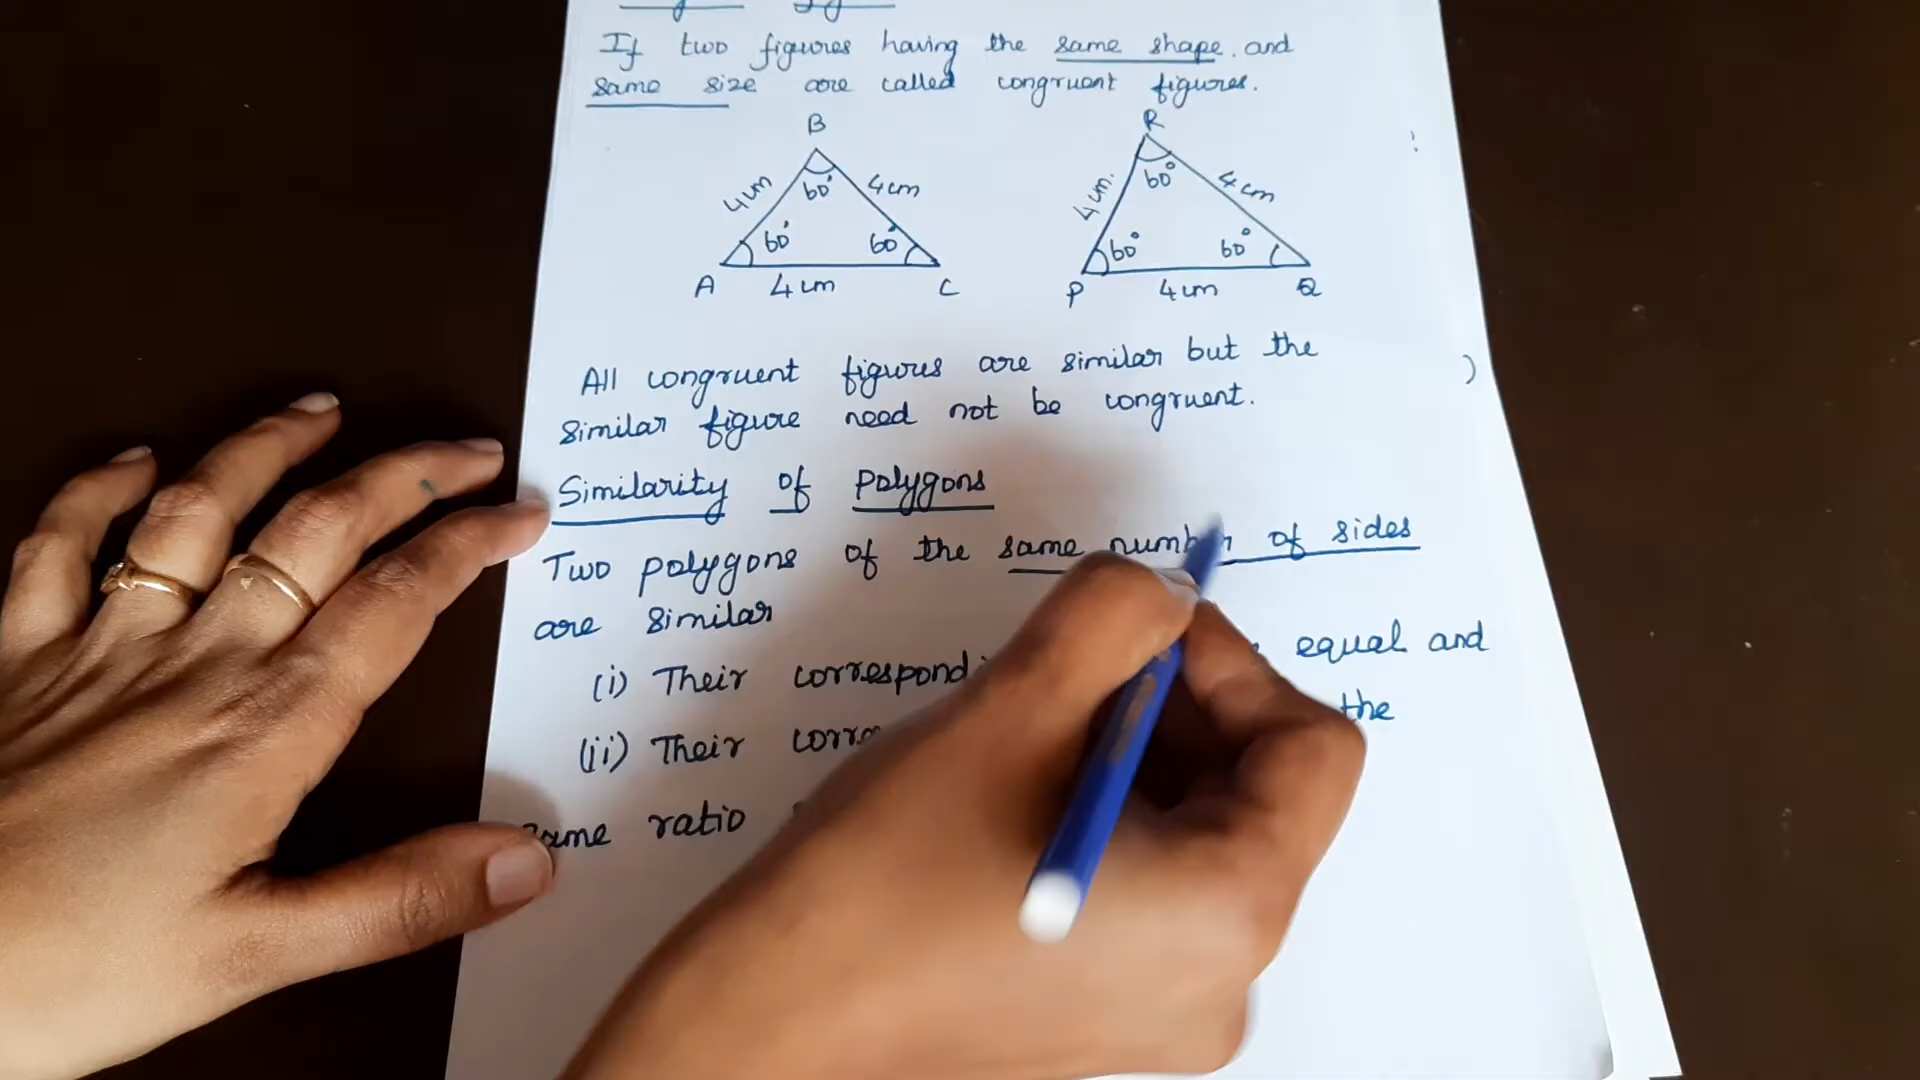 If two figures having the same shape and
same size are called congruent figures.
B
R
4cm
60°
4cm
4cm.
60°
4cm
60°
60°
60°
60°
A
4cm
C
P
4cm
Q
All congruent figures are similar but the
similar figure need not be congruent.
Similarity of polygons
Two polygons of the same number of sides
are similar
(i) Their equal and
(ii) Their the
same ratio